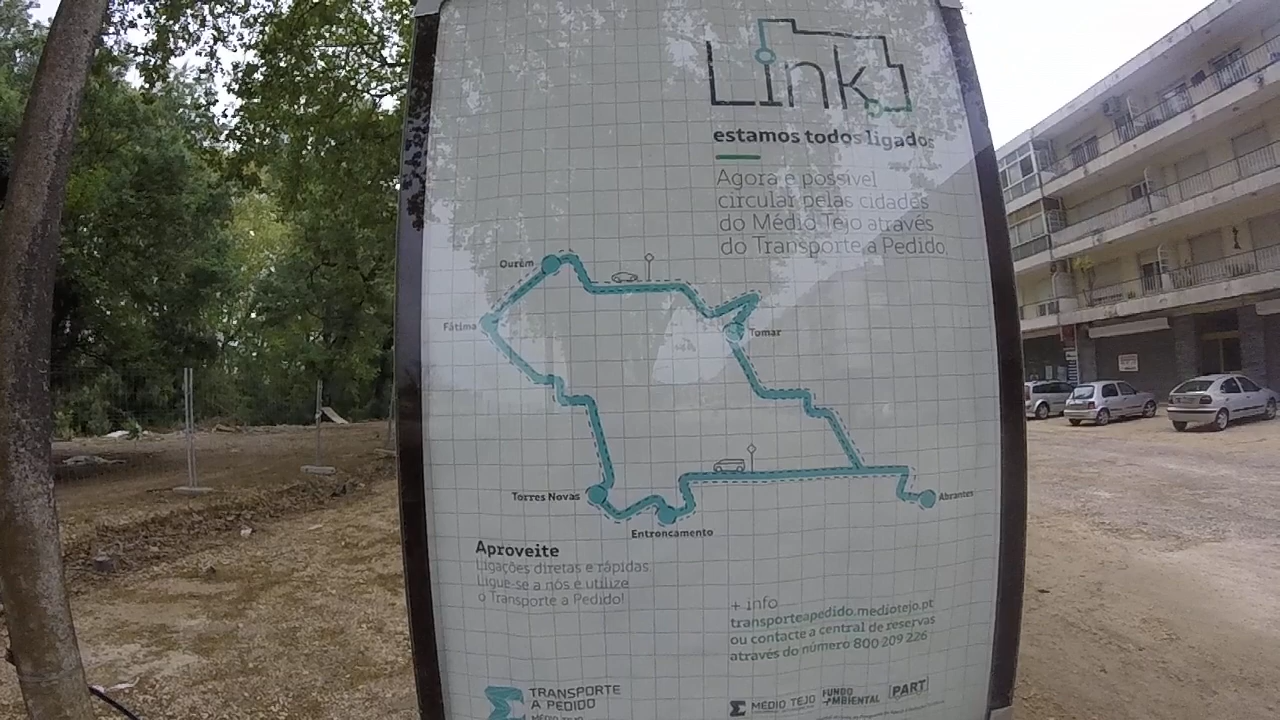 Link
estamos todos ligados
Agora é possível
circular pelas cidades
do Médio Tejo através
do Transporte a Pedido
Ourém
Fátima
Tomar
Torres Novas
Entroncamento
Abrantes
Aproveite
Ligações diretas e rápidas
Ligue-se a nós e utilize
o Transporte a Pedido!
+ info
transporteapedido.mediotejo.pt
ou contacte a central de reservas
através do número 800 209 226
TRANSPORTE
A PEDIDO
MÉDIO TEJO
MÉDIO TEJO
FUNDO
AMBIENTAL
PART